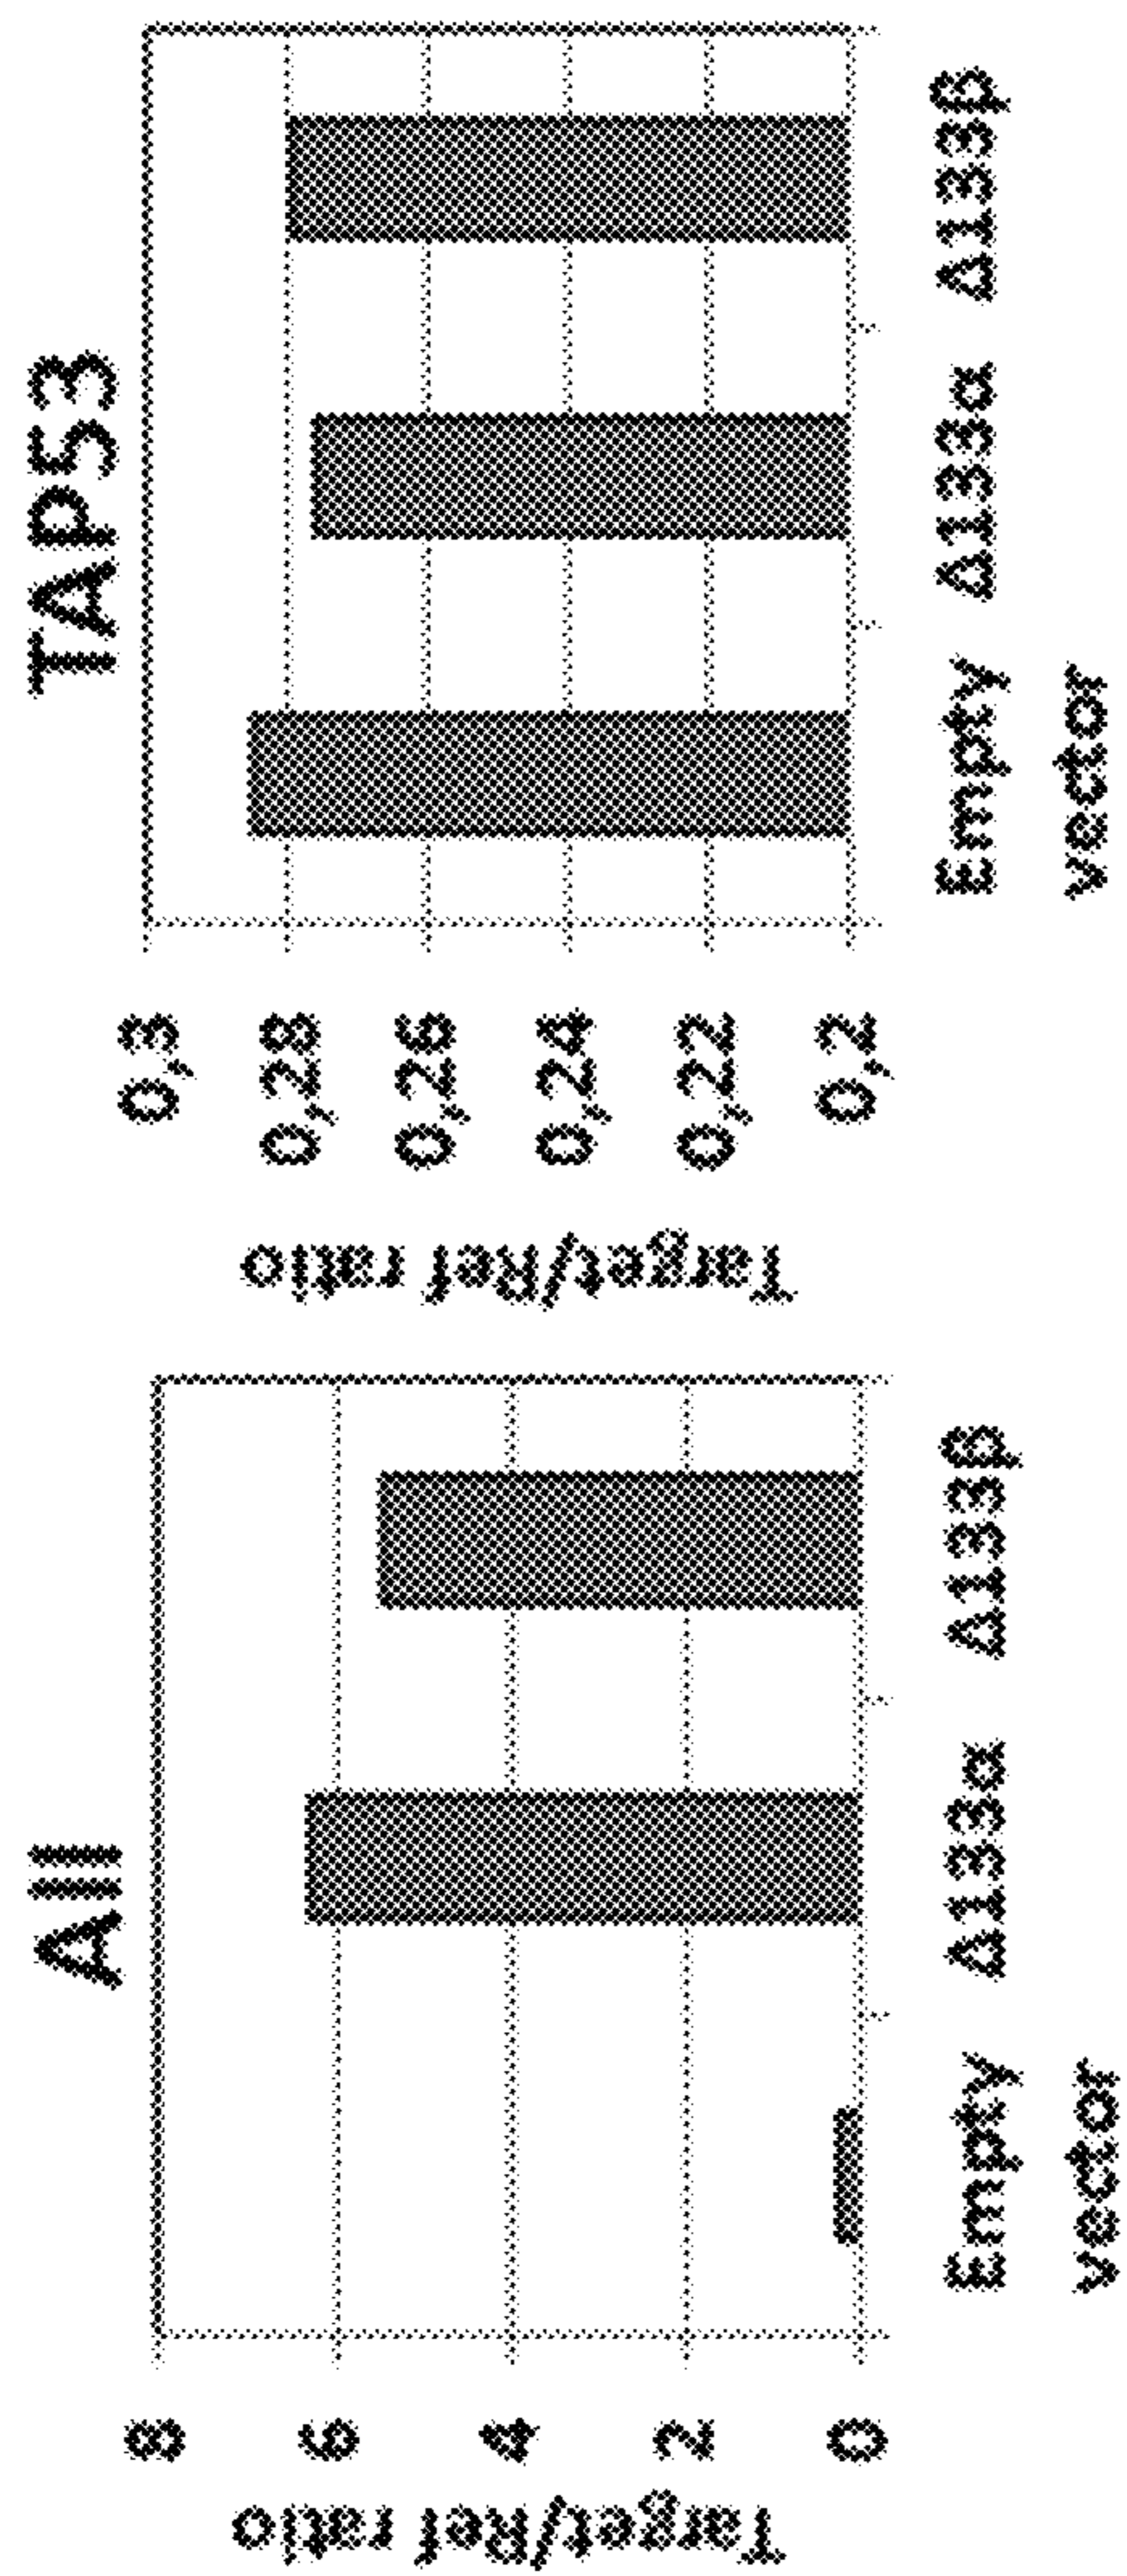 All
Target/Ref ratio
8
6
4
2
0
Empty vector
Δ133α
Δ133β
TAp53
Target/Ref ratio
0,3
0,28
0,26
0,24
0,22
0,2
Empty vector
Δ133α
Δ133β